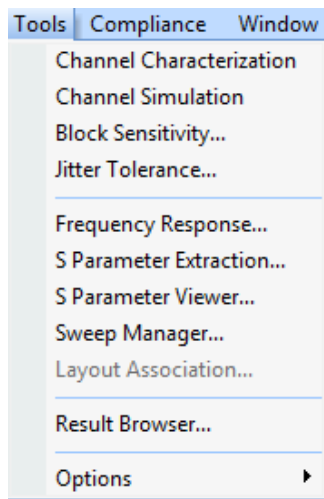 Tools Compliance Window
Channel Characterization
Channel Simulation
Block Sensitivity...
Jitter Tolerance...
Frequency Response...
S Parameter Extraction...
S Parameter Viewer...
Sweep Manager...
Layout Association...
Result Browser...
Options